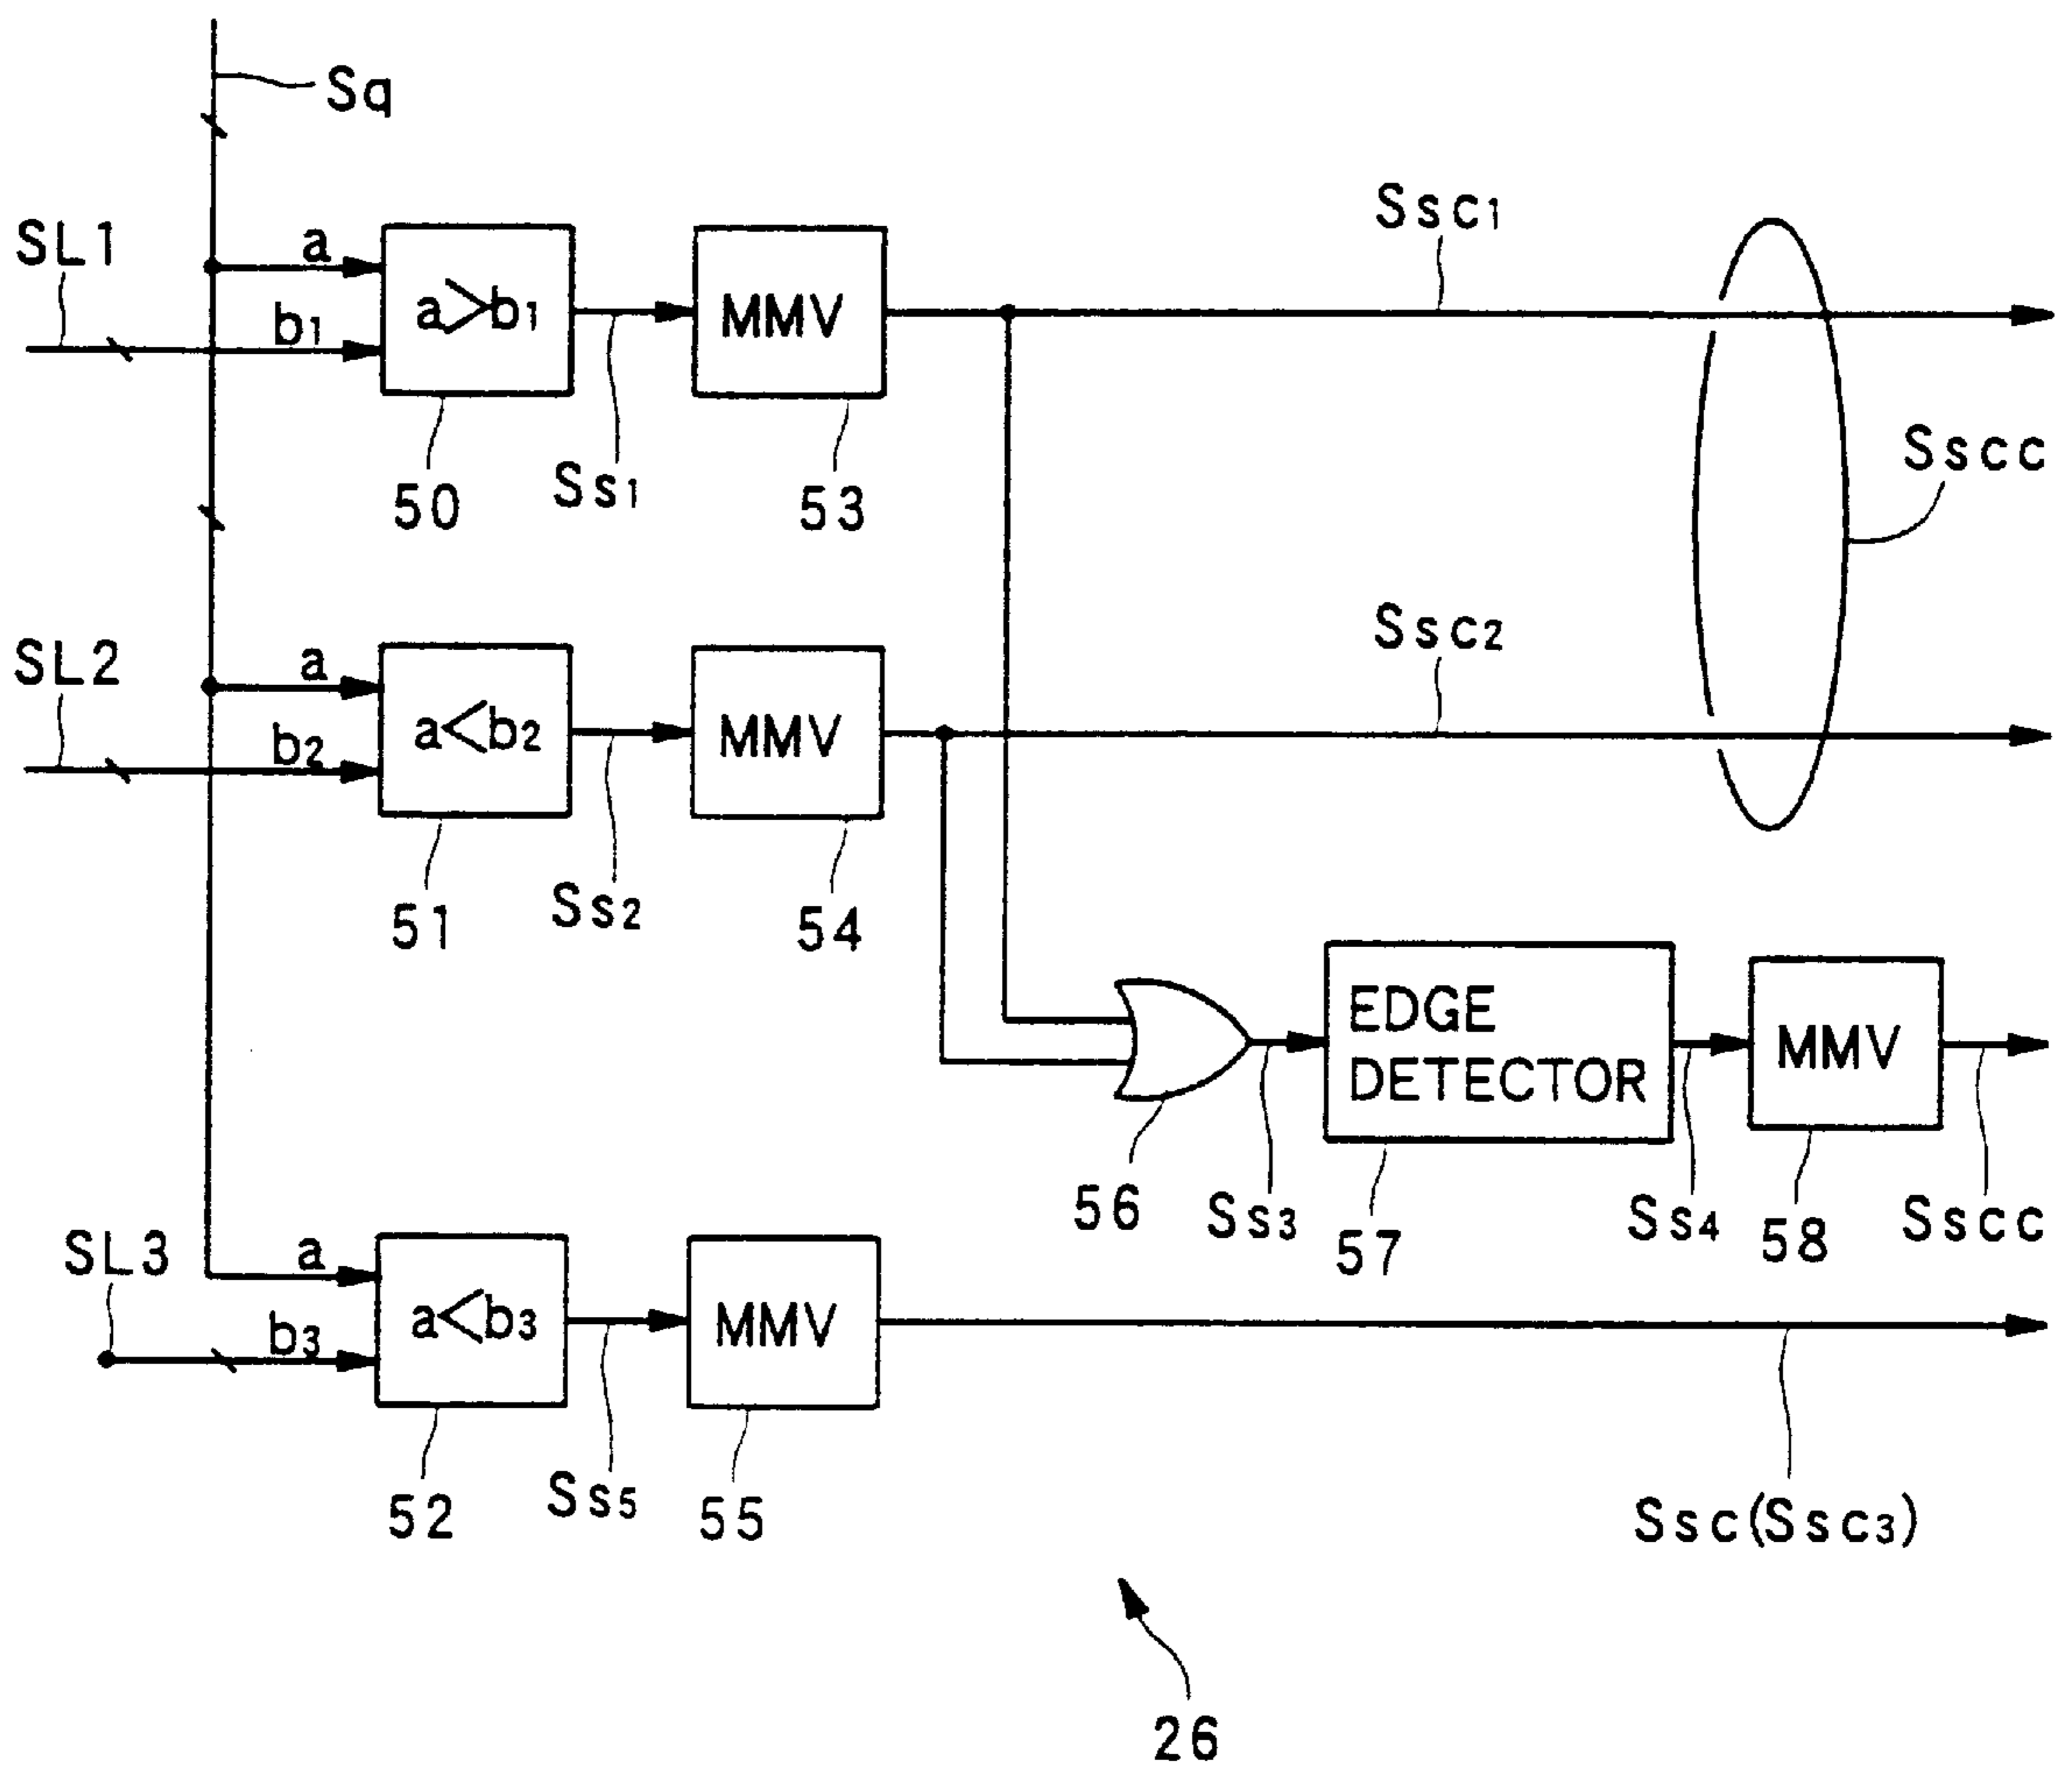 Sq
Ssc1
SL1
a
b1
a>b1
MMV
50
Ss1
53
Sscc
Ssc2
SL2
a
b2
a<b2
MMV
51
Ss2
54
EDGE
DETECTOR
MMV
56
Ss3
57
Ss4
58
Sscc
SL3
a
b3
a<b3
MMV
52
Ss5
55
Ssc(Ssc3)
26